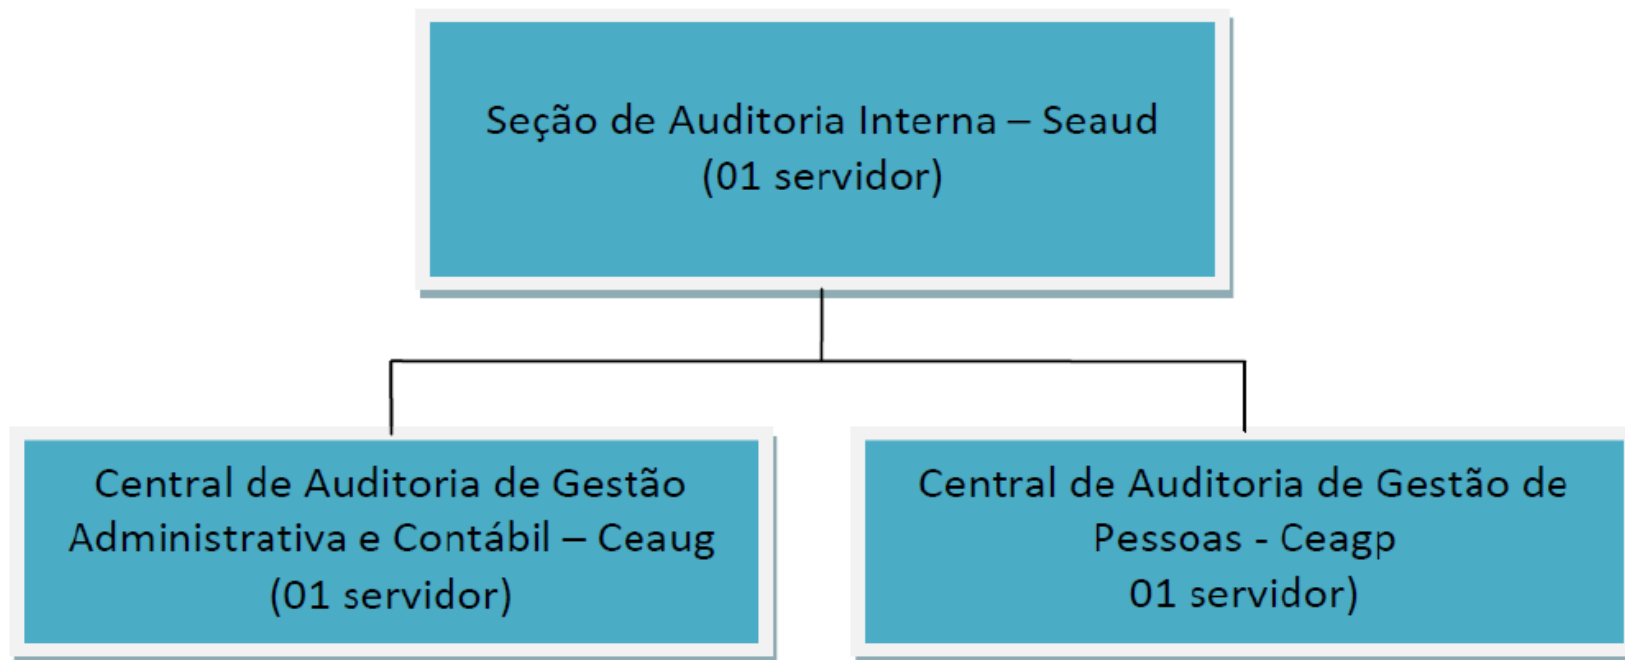 Seção de Auditoria Interna – Seaud
(01 servidor)
Central de Auditoria de Gestão
Administrativa e Contábil – Ceaug
(01 servidor)
Central de Auditoria de Gestão de
Pessoas - Ceagp
01 servidor)